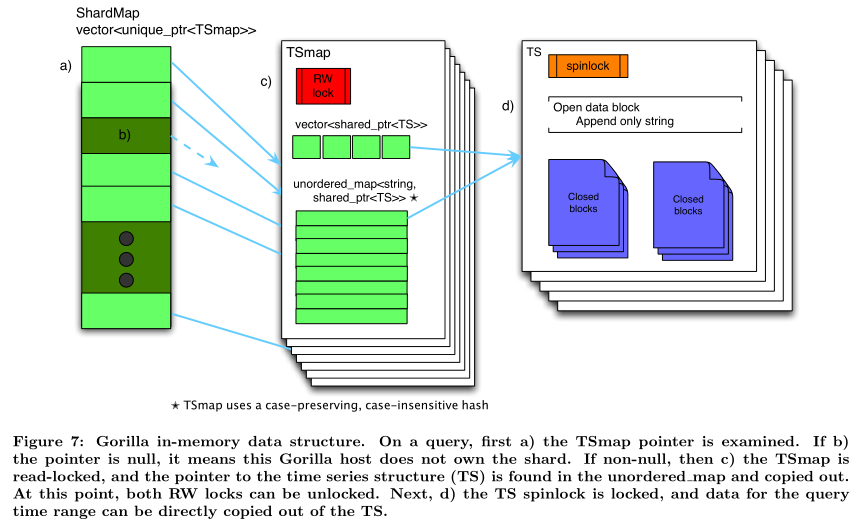 ShardMap
vector<unique_ptr<TSmap>>
a)
b)
TSmap
c)
RW
lock
vector<shared_ptr<TS>>
unordered_map<string,
shared_ptr<TS>> ★
TS
spinlock
d)
Open data block
Append only string
Closed
blocks
Closed
blocks
★ TSmap uses a case-preserving, case-insensitive hash
Figure 7: Gorilla in-memory data structure. On a query, first a) the TSmap pointer is examined. If b)
the pointer is null, it means this Gorilla host does not own the shard. If non-null, then c) the TSmap is
read-locked, and the pointer to the time series structure (TS) is found in the unordered_map and copied out.
At this point, both RW locks can be unlocked. Next, d) the TS spinlock is locked, and data for the query
time range can be directly copied out of the TS.